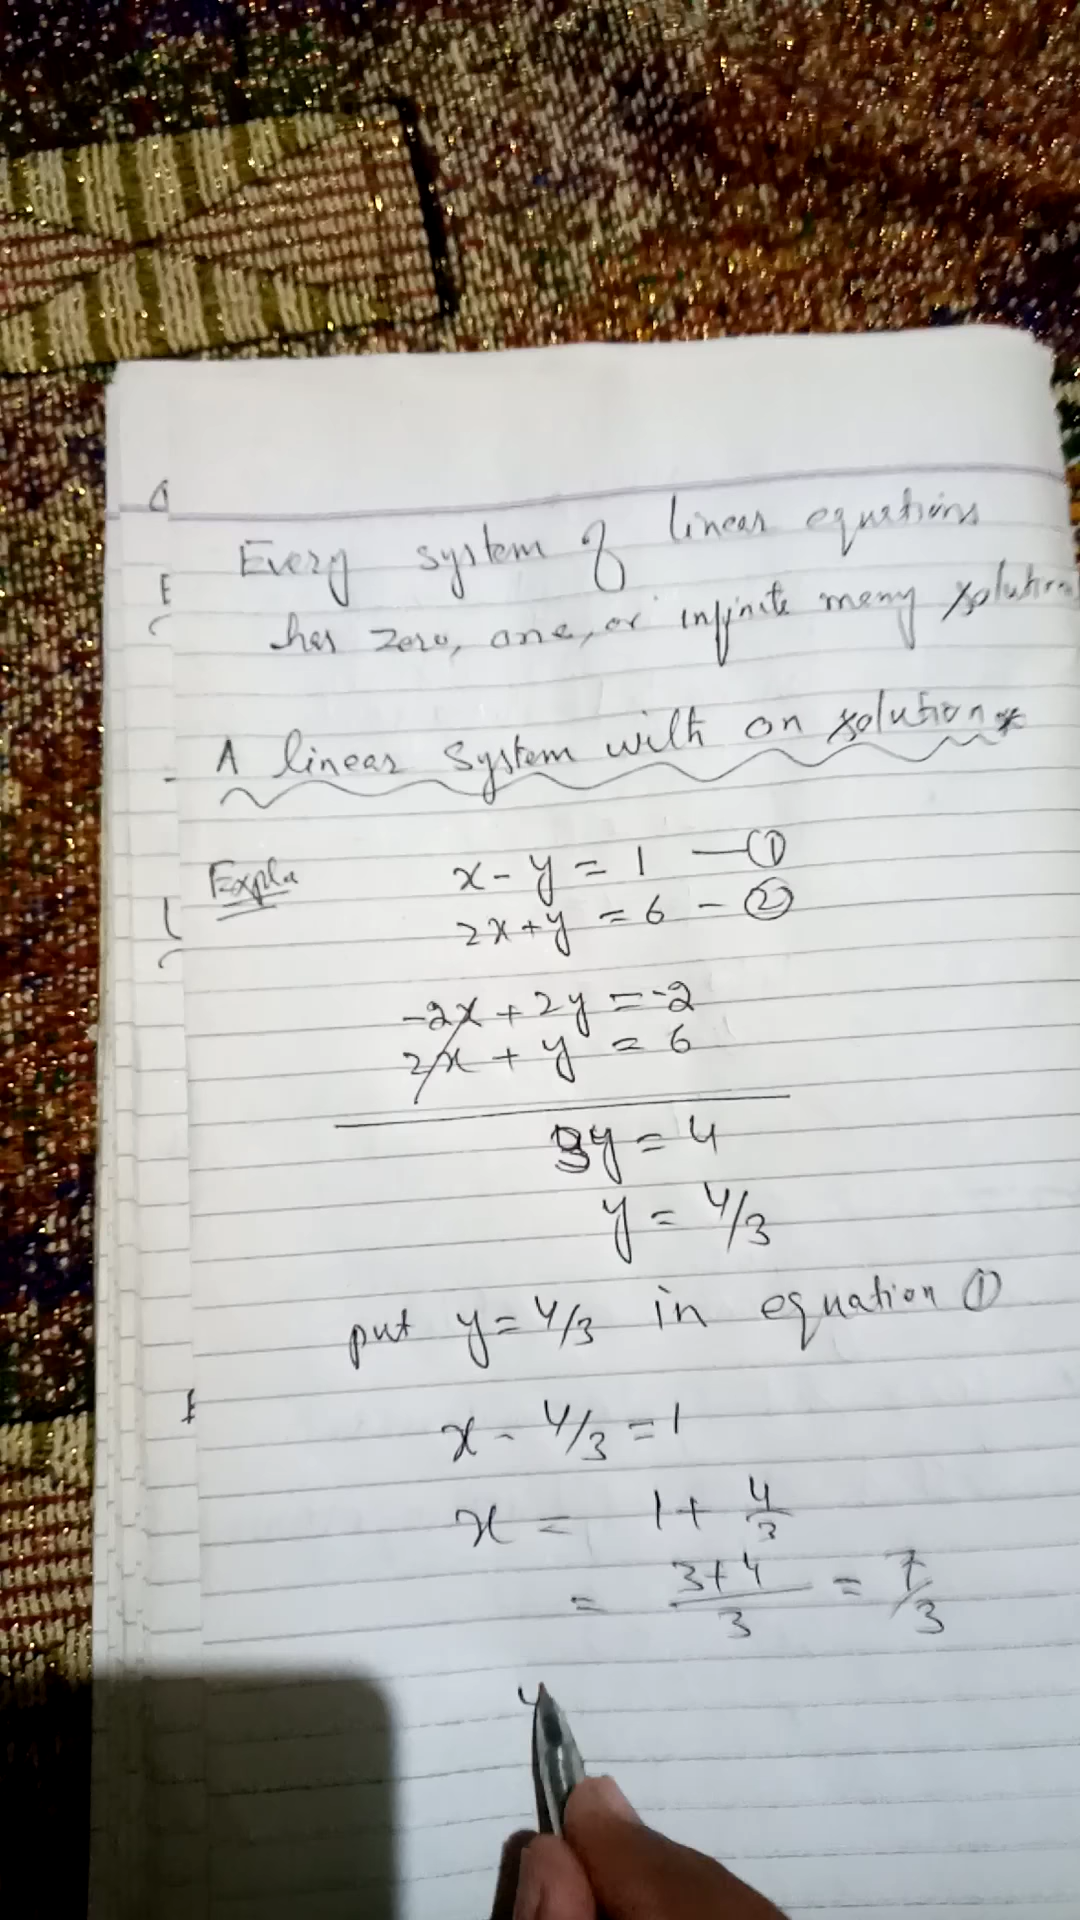 Every system of linear equations
has zero, one, or infinite many solution
A linear system with on solution
Expla
x - y = 1 — ①
2x + y = 6 - ②
-2x + 2y = -2
2x + y = 6
3y = 4
y = 4/3
put y = 4/3 in equation ①
x - 4/3 = 1
x = 1 + 4/3
= 3+4/3 = 7/3